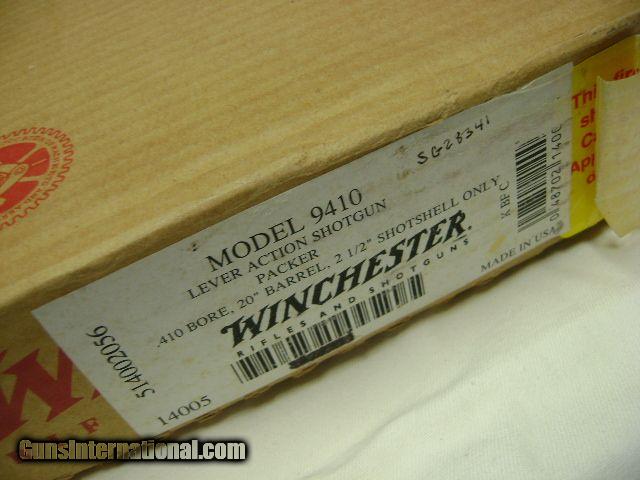 MODEL 9410
LEVER ACTION SHOTGUN
PACKER
.410 BORE, 20" BARREL, 2 1/2" SHOTSHELL ONLY
WINCHESTER.
RIFLES AND SHOTGUNS
SG28341
X BF C
MADE IN USA
514002056
14005
GunsInternational.com